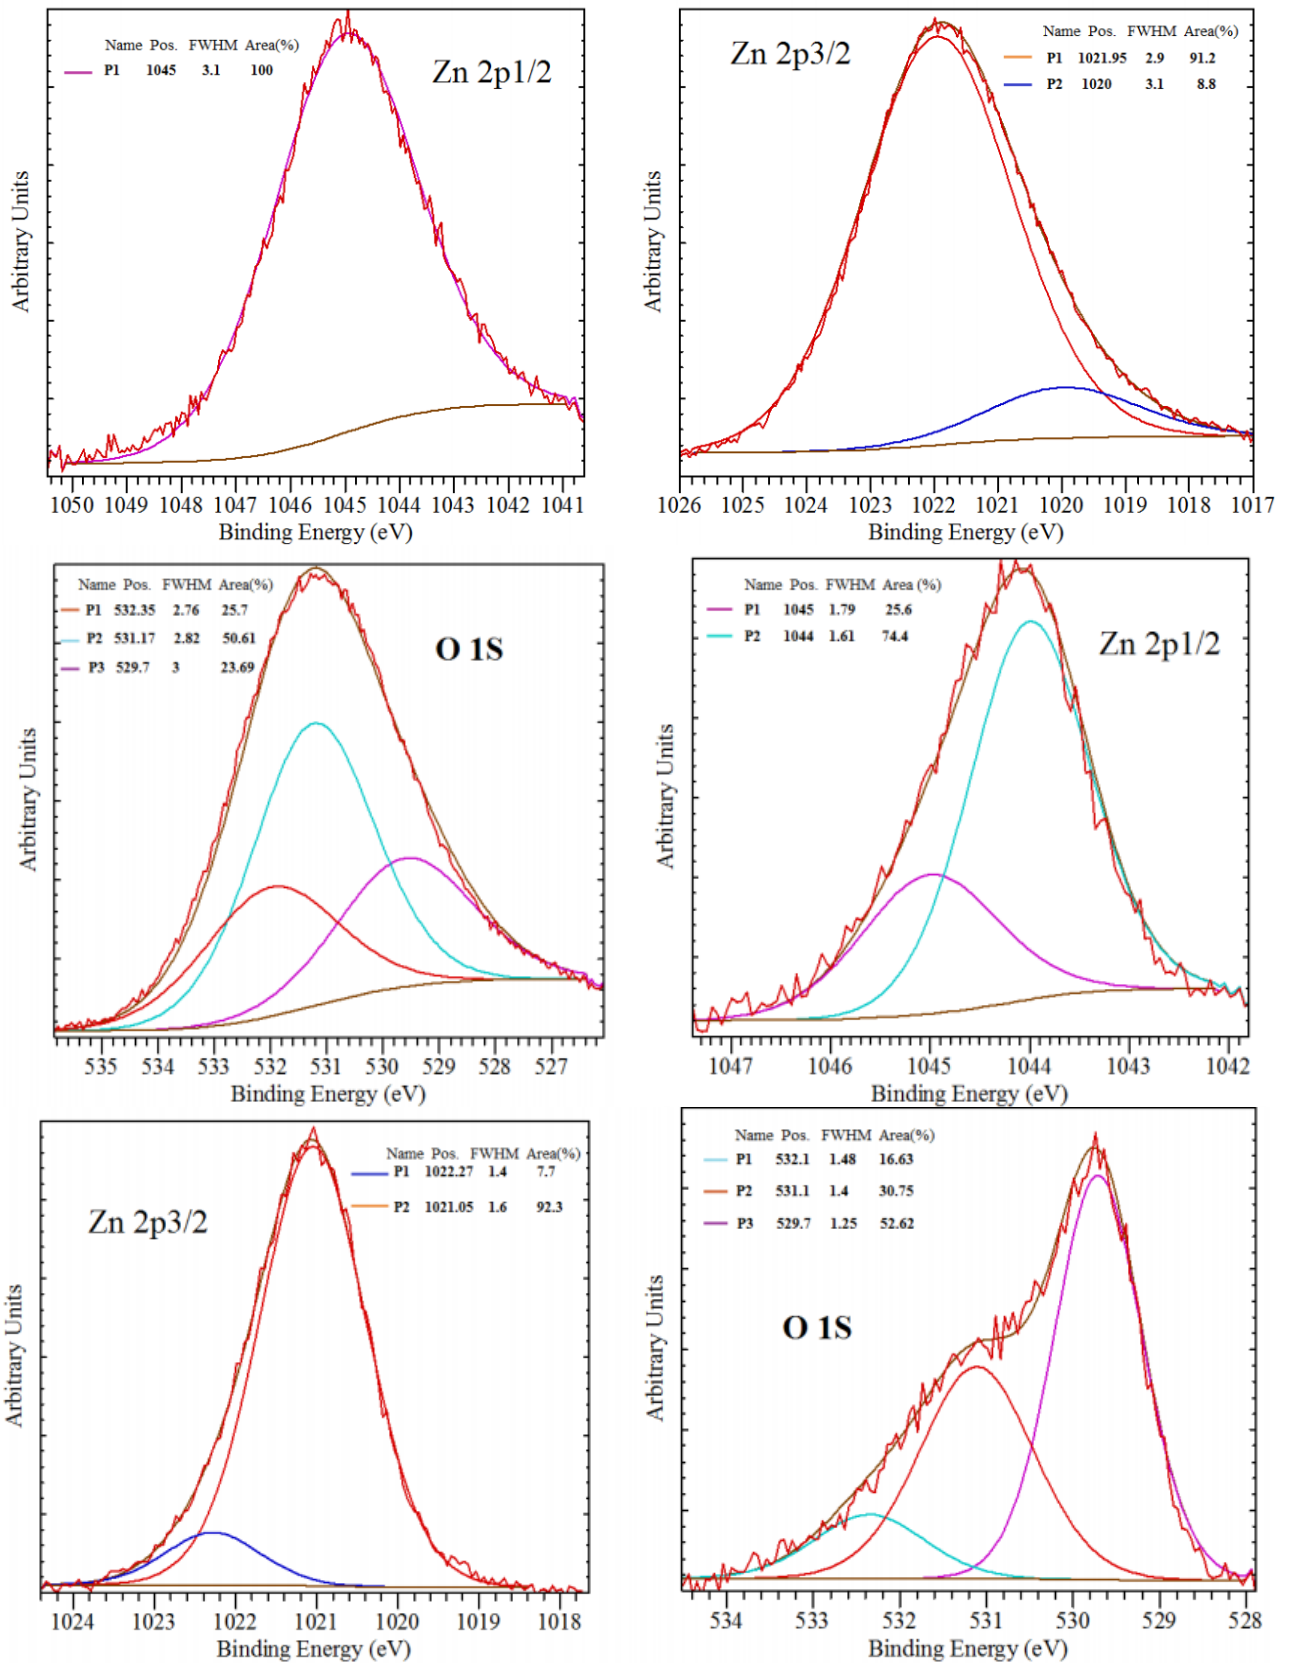 Name Pos. FWHM Area(%)
P1 1045 3.1 100
Zn 2p1/2
Arbitrary Units
1050 1049 1048 1047 1046 1045 1044 1043 1042 1041
Binding Energy (eV)
Zn 2p3/2
Name Pos. FWHM Area(%)
P1 1021.95 2.9 91.2
P2 1020 3.1 8.8
Arbitrary Units
1026 1025 1024 1023 1022 1021 1020 1019 1018 1017
Binding Energy (eV)
Name Pos. FWHM Area(%)
P1 532.35 2.76 25.7
P2 531.17 2.82 50.61
P3 529.7 3 23.69
O 1S
Arbitrary Units
535 534 533 532 531 530 529 528 527
Binding Energy (eV)
Name Pos. FWHM Area (%)
P1 1045 1.79 25.6
P2 1044 1.61 74.4
Zn 2p1/2
Arbitrary Units
1047 1046 1045 1044 1043 1042
Binding Energy (eV)
Name Pos. FWHM Area(%)
P1 1022.27 1.4 7.7
P2 1021.05 1.6 92.3
Zn 2p3/2
Arbitrary Units
1024 1023 1022 1021 1020 1019 1018
Binding Energy (eV)
Name Pos. FWHM Area(%)
P1 532.1 1.48 16.63
P2 531.1 1.4 30.75
P3 529.7 1.25 52.62
O 1S
Arbitrary Units
534 533 532 531 530 529 528
Binding Energy (eV)